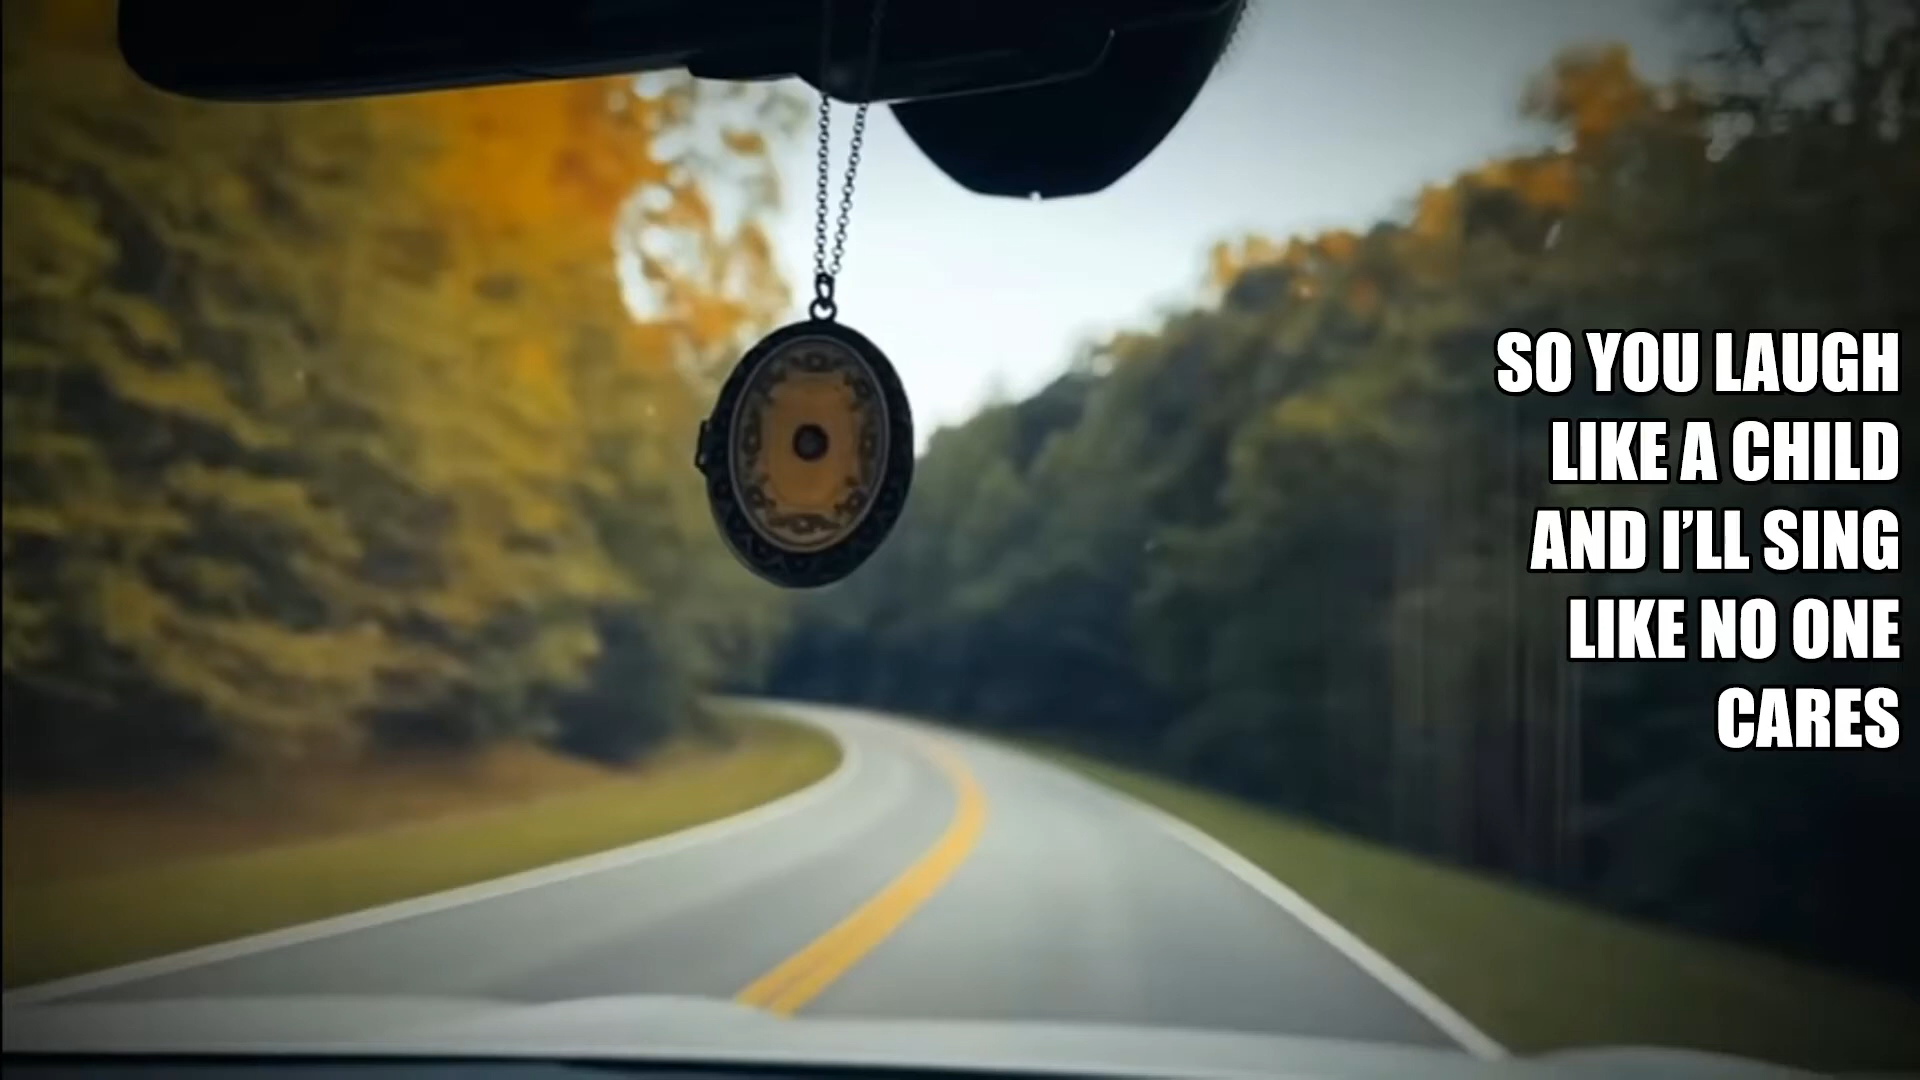 SO YOU LAUGH
LIKE A CHILD
AND I’LL SING
LIKE NO ONE
CARES